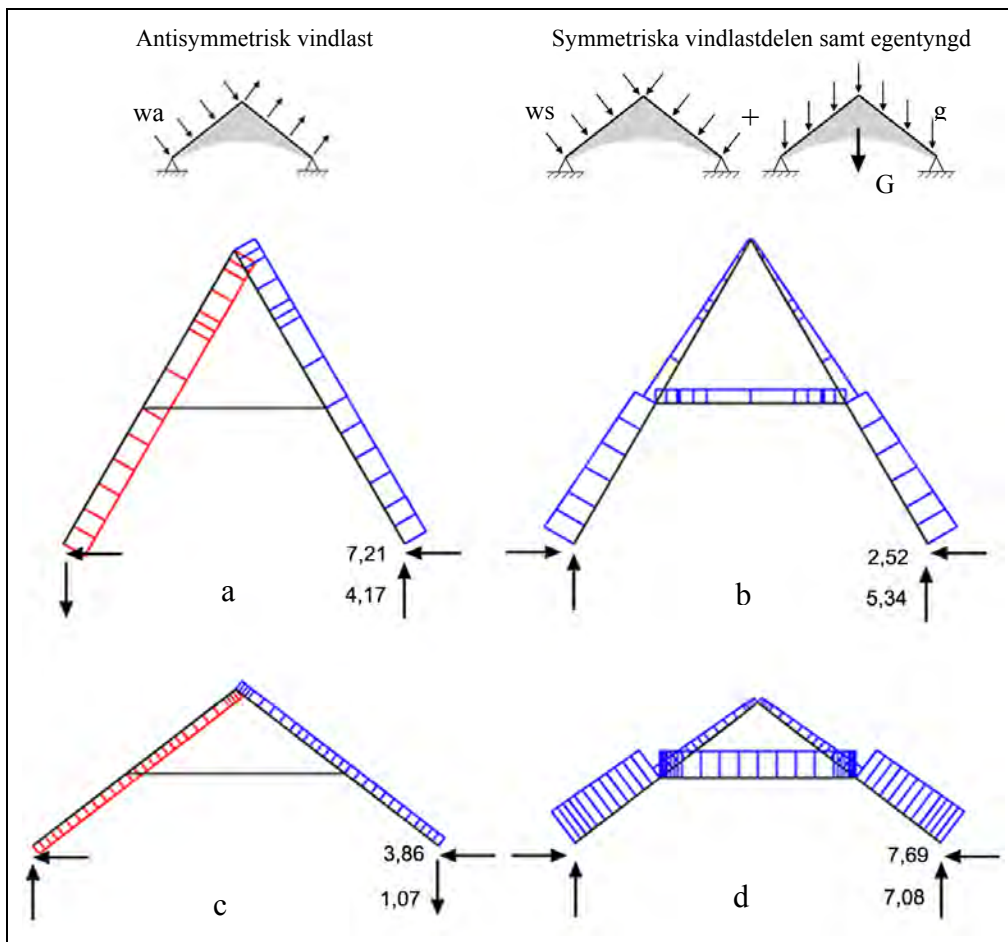 Antisymmetrisk vindlast
Symmetriska vindlastdelen samt egentyngd
wa
ws
+
g
G
7,21
4,17
a
2,52
5,34
b
3,86
1,07
c
7,69
7,08
d